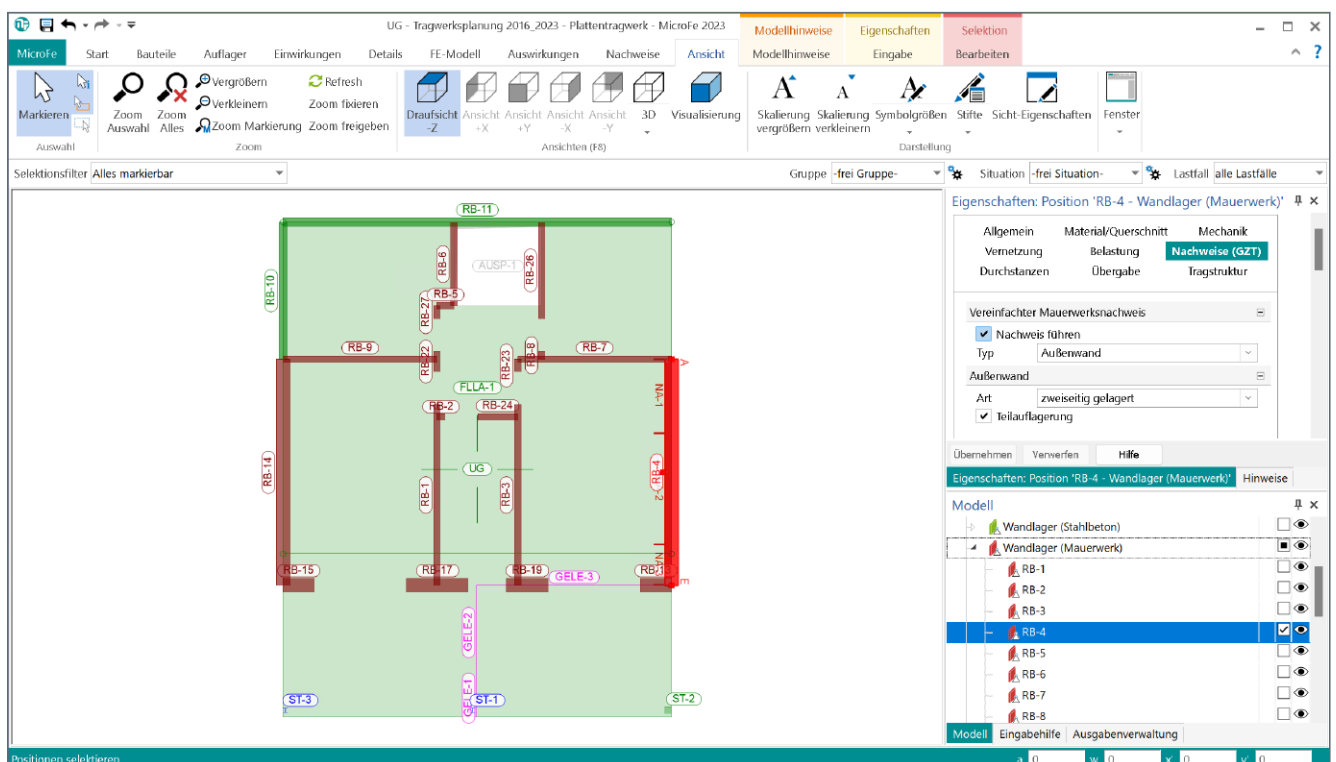 UG - Tragwerksplanung 2016_2023 - Plattentragwerk - MicroFe 2023
Modellhinweise Eigenschaften Selektion
MicroFe Start Bauteile Auflager Einwirkungen Details FE-Modell Auswirkungen Nachweise Ansicht Modellhinweise Eingabe Bearbeiten
?
Markieren
Auswahl
Zoom Auswahl
Zoom Alles
Vergrößern
Verkleinern
Zoom Markierung
Refresh
Zoom fixieren
Zoom freigeben
Zoom
Draufsicht -Z
Ansicht +X
Ansicht +Y
Ansicht -X
Ansicht -Y
3D
Visualisierung
Ansichten (F8)
Skalierung vergrößern
Skalierung verkleinern
Symbolgrößen
Stifte
Sicht-Eigenschaften
Darstellung
Fenster
Selektionsfilter Alles markierbar
Gruppe -frei Gruppe- Situation -frei Situation- Lastfall alle Lastfälle
RB-11
RB-6
AUSP-1
RB-26
RB-10
RB-5
RB-27
RB-9
RB-22
RB-23
RB-8
RB-7
A
FLLA-1
NA-1
RB-2
RB-24
RB-14
UG
RB-1
RB-3
RB-4
RB-15
RB-17
RB-19
GELE-3
E
GELE-2
GELE-1
ST-3
ST-1
ST-2
Eigenschaften: Position 'RB-4 - Wandlager (Mauerwerk)'
Allgemein Material/Querschnitt Mechanik
Vernetzung Belastung Nachweise (GZT)
Durchstanzen Übergabe Tragstruktur
Vereinfachter Mauerwerksnachweis
Nachweis führen
Typ Außenwand
Außenwand
Art zweiseitig gelagert
Teilauflagerung
Übernehmen Verwerfen Hilfe
Eigenschaften: Position 'RB-4 - Wandlager (Mauerwerk)' Hinweise
Modell
Wandlager (Stahlbeton)
Wandlager (Mauerwerk)
RB-1
RB-2
RB-3
RB-4
RB-5
RB-6
RB-7
RB-8
Modell Eingabehilfe Ausgabenverwaltung
Positionen selektieren
a 0 w 0 x' 0 y' 0